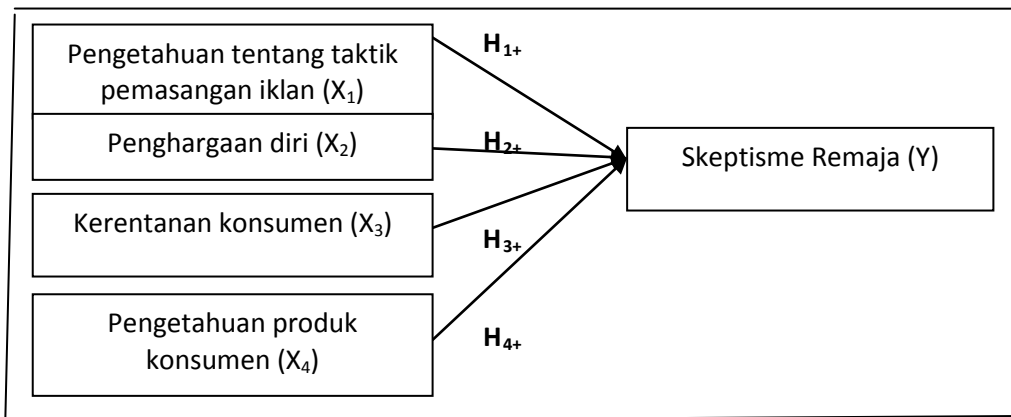 Pengetahuan tentang taktik
pemasangan iklan (X₁)
Penghargaan diri (X₂)
Kerentanan konsumen (X₃)
Pengetahuan produk
konsumen (X₄)
H₁₊
H₂₊
H₃₊
H₄₊
Skeptisme Remaja (Y)